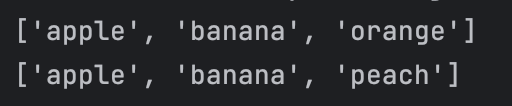 ['apple', 'banana', 'orange']
['apple', 'banana', 'peach']